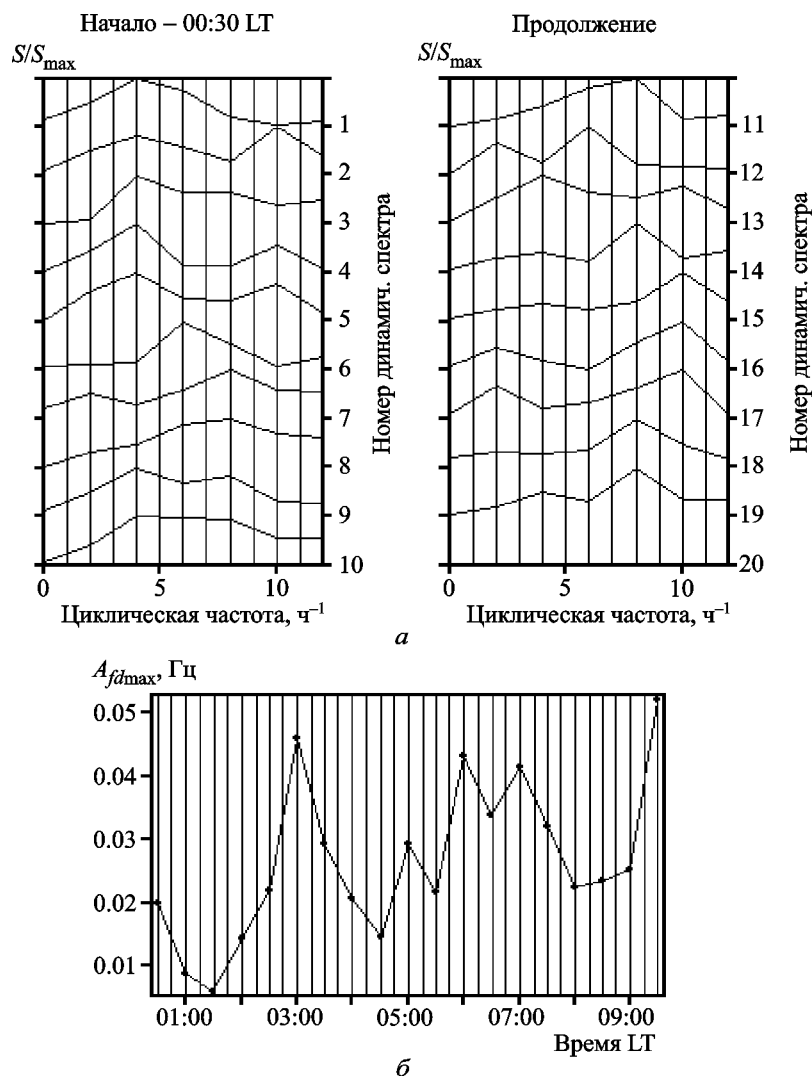 Начало – 00:30 LT
Продолжение
S/Smax
S/Smax
1
2
3
4
5
6
7
8
9
10
Номер динамич. спектра
11
12
13
14
15
16
17
18
19
20
Номер динамич. спектра
0 5 10
Циклическая частота, ч⁻¹
0 5 10
Циклическая частота, ч⁻¹
а
Afdmax, Гц
0.05
0.04
0.03
0.02
0.01
01:00 03:00 05:00 07:00 09:00
Время LT
б